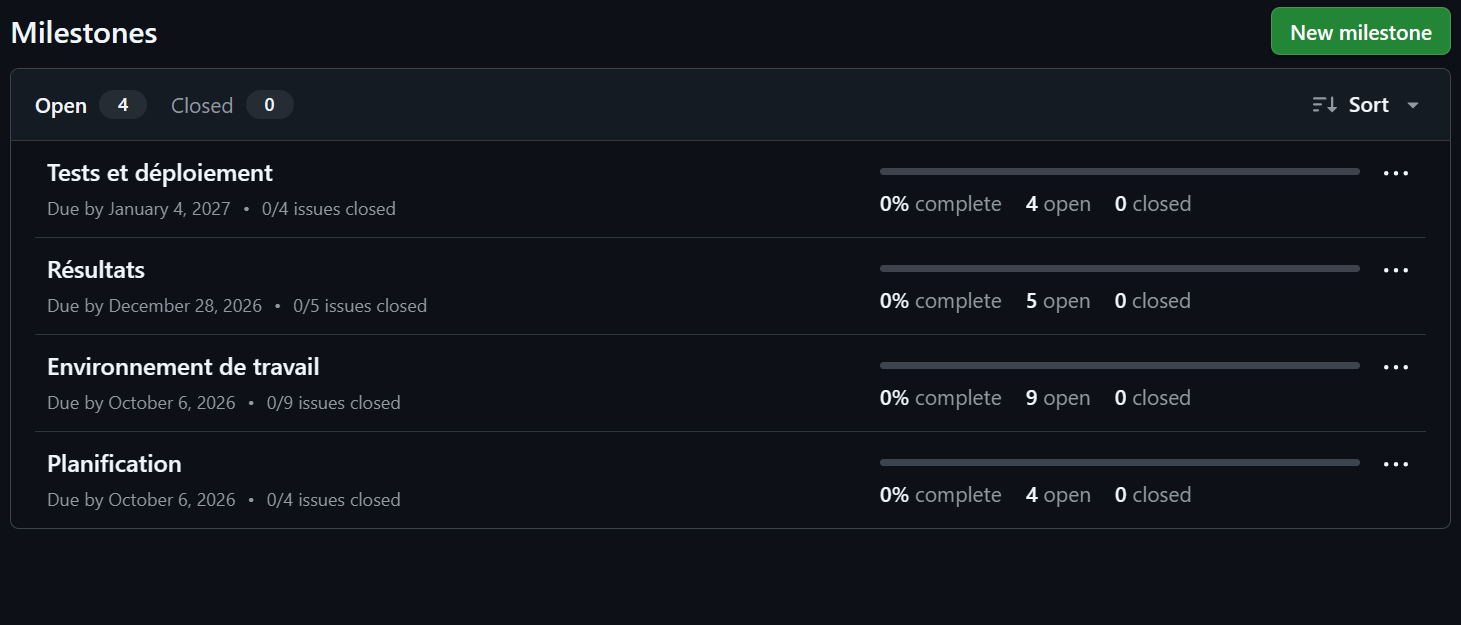 Milestones
New milestone
Open 4 Closed 0
Sort
Tests et déploiement
Due by January 4, 2027 • 0/4 issues closed
0% complete 4 open 0 closed
Résultats
Due by December 28, 2026 • 0/5 issues closed
0% complete 5 open 0 closed
Environnement de travail
Due by October 6, 2026 • 0/9 issues closed
0% complete 9 open 0 closed
Planification
Due by October 6, 2026 • 0/4 issues closed
0% complete 4 open 0 closed